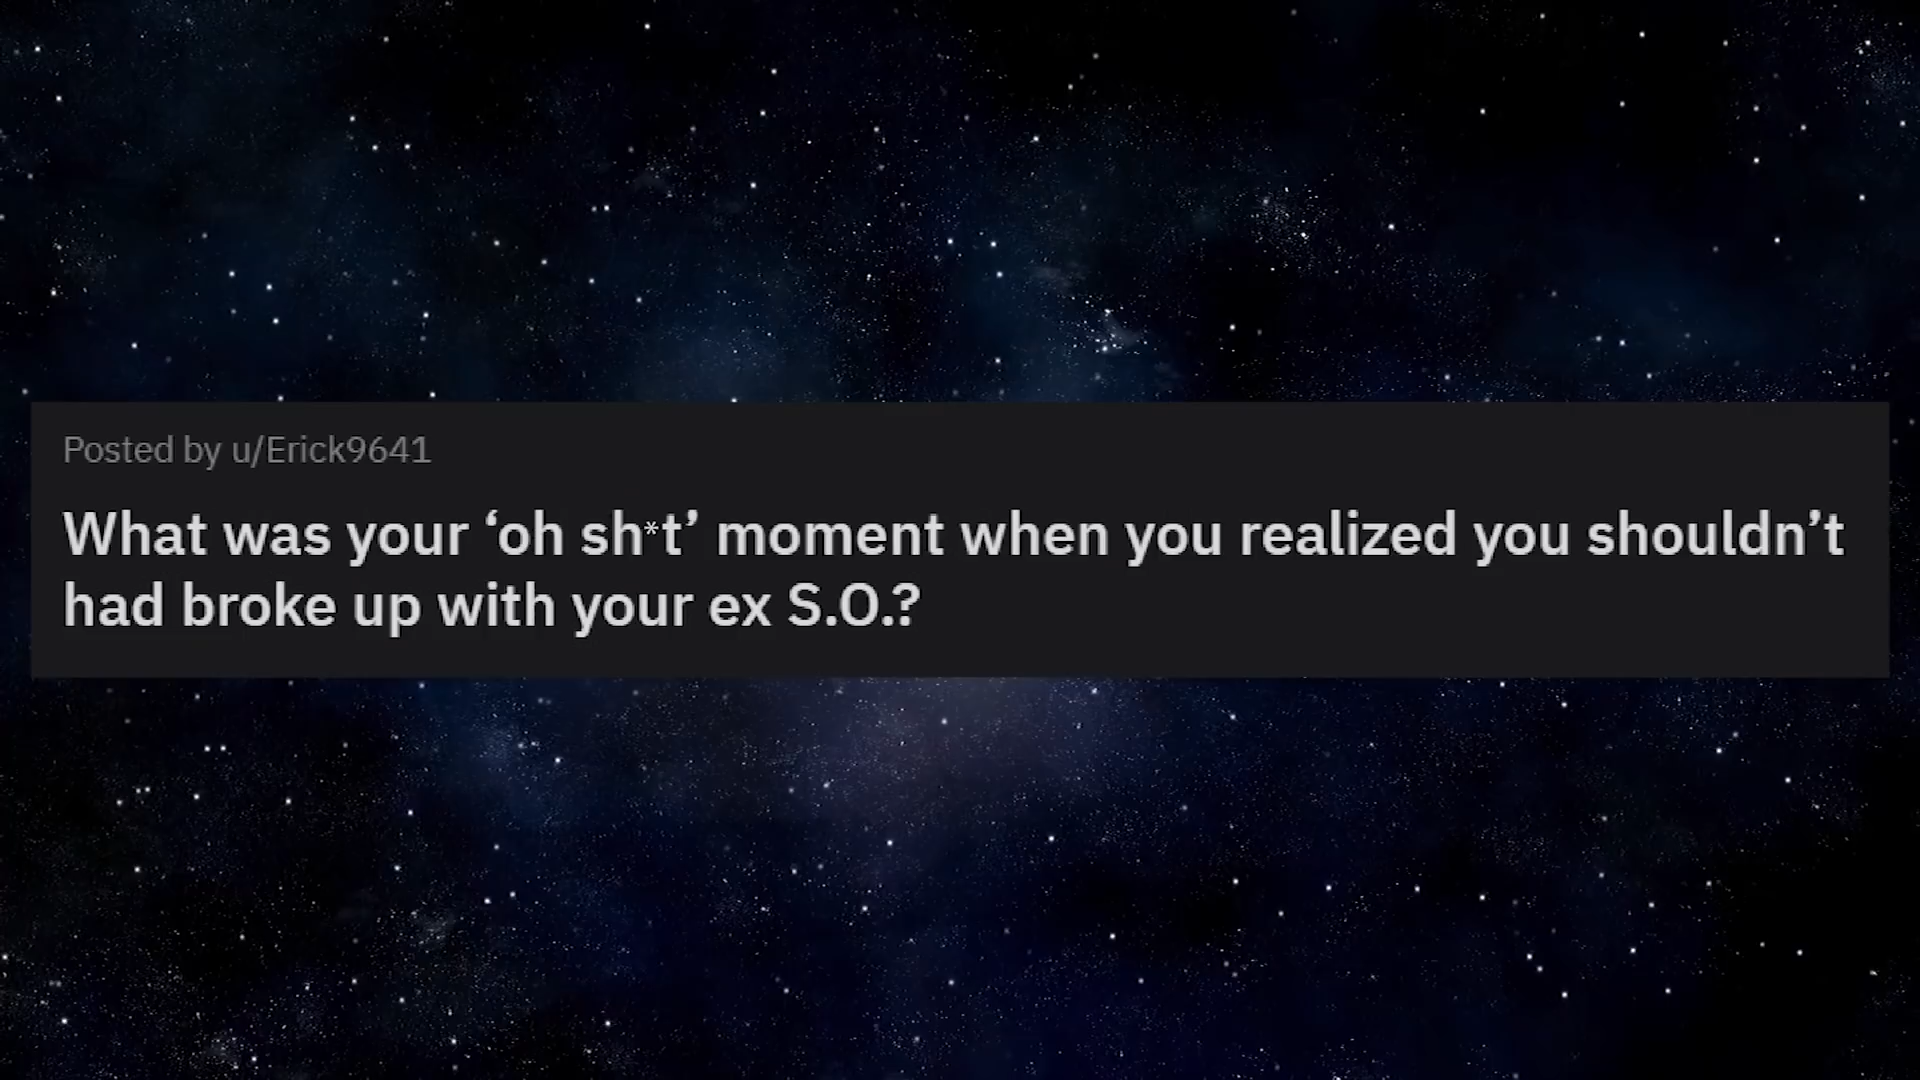 Posted by u/Erick9641
What was your ‘oh sh*t’ moment when you realized you shouldn’t
had broke up with your ex S.O.?